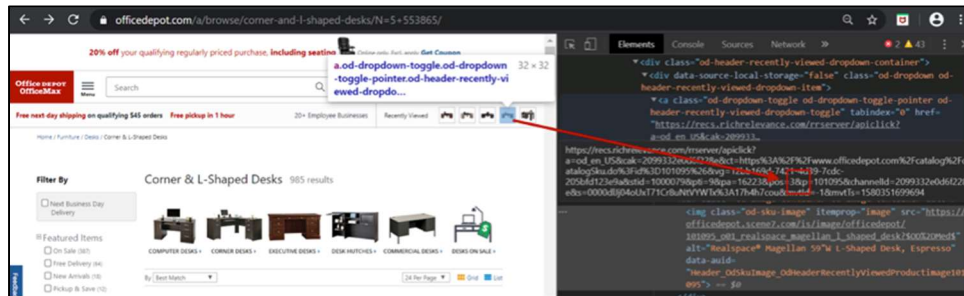 officedepot.com/a/browse/corner-and-l-shaped-desks/N=5+553865/
20% off your qualifying regularly priced purchase, including seating
Get Coupon
a.od-dropdown-toggle.od-dropdown
-toggle-pointer.od-header-recently-vi
ewed-dropdo...
32 × 32
Office DEPOT
OfficeMax
Menu
Search
Free next-day shipping on qualifying $45 orders Free pickup in 1 hour
20+ Employee Businesses
Recently Viewed
Home / Furniture / Desks / Corner & L-Shaped Desks
Filter By
Corner & L-Shaped Desks 985 results
Next Business Day
Delivery
Featured Items
On Sale (387)
Free Delivery
New Arrivals (18)
Pickup & Save (12)
COMPUTER DESKS ›
CORNER DESKS ›
EXECUTIVE DESKS ›
DESK HUTCHES ›
COMMERCIAL DESKS ›
DESKS ON SALE ›
By Best Match
24 Per Page
Grid
List
Feedba
Elements
Console
Sources
Network
»
2
43
<div class="od-header-recently-viewed-dropdown-container">
<div data-source-local-storage="false" class="od-dropdown od-
header-recently-viewed-dropdown-item">
<a class="od-dropdown-toggle od-dropdown-toggle-pointer od-
header-recently-viewed-dropdown-toggle" tabindex="0" href=
"https://recs.richrelevance.com/rrserver/apiclick?
a=od_en_US&cak=209933…
https://recs.richrelevance.com/rrserver/apiclick?
<img class="od-sku-image" itemprop="image" src="https://
officedepot.scene7.com/is/image/officedepot/
101095_o01_realspace_magellan_l_shaped_desk?$OD%20Med$"
alt="Realspace® Magellan 59"W L-Shaped Desk, Espresso"
data-auid=
"Header_OdSkuImage_OdHeaderRecentlyViewedProductimage101
095"> == $0